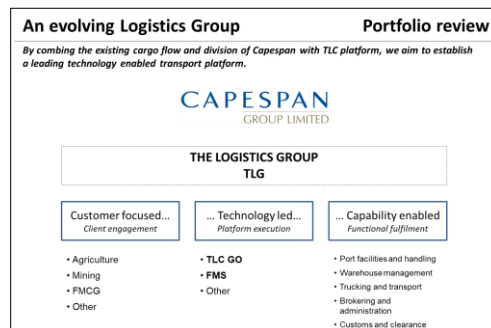 An evolving Logistics Group
Portfolio review
By combing the existing cargo flow and division of Capespan with TLC platform, we aim to establish
a leading technology enabled transport platform.
CAPESPAN
GROUP LIMITED
THE LOGISTICS GROUP
TLG
Customer focused...
Client engagement
... Technology led...
Platform execution
... Capability enabled
Functional fulfilment
• Agriculture
• Mining
• FMCG
• Other
• TLC GO
• FMS
• Other
• Port facilities and handling
• Warehouse management
• Trucking and transport
• Brokering and
administration
• Customs and clearance